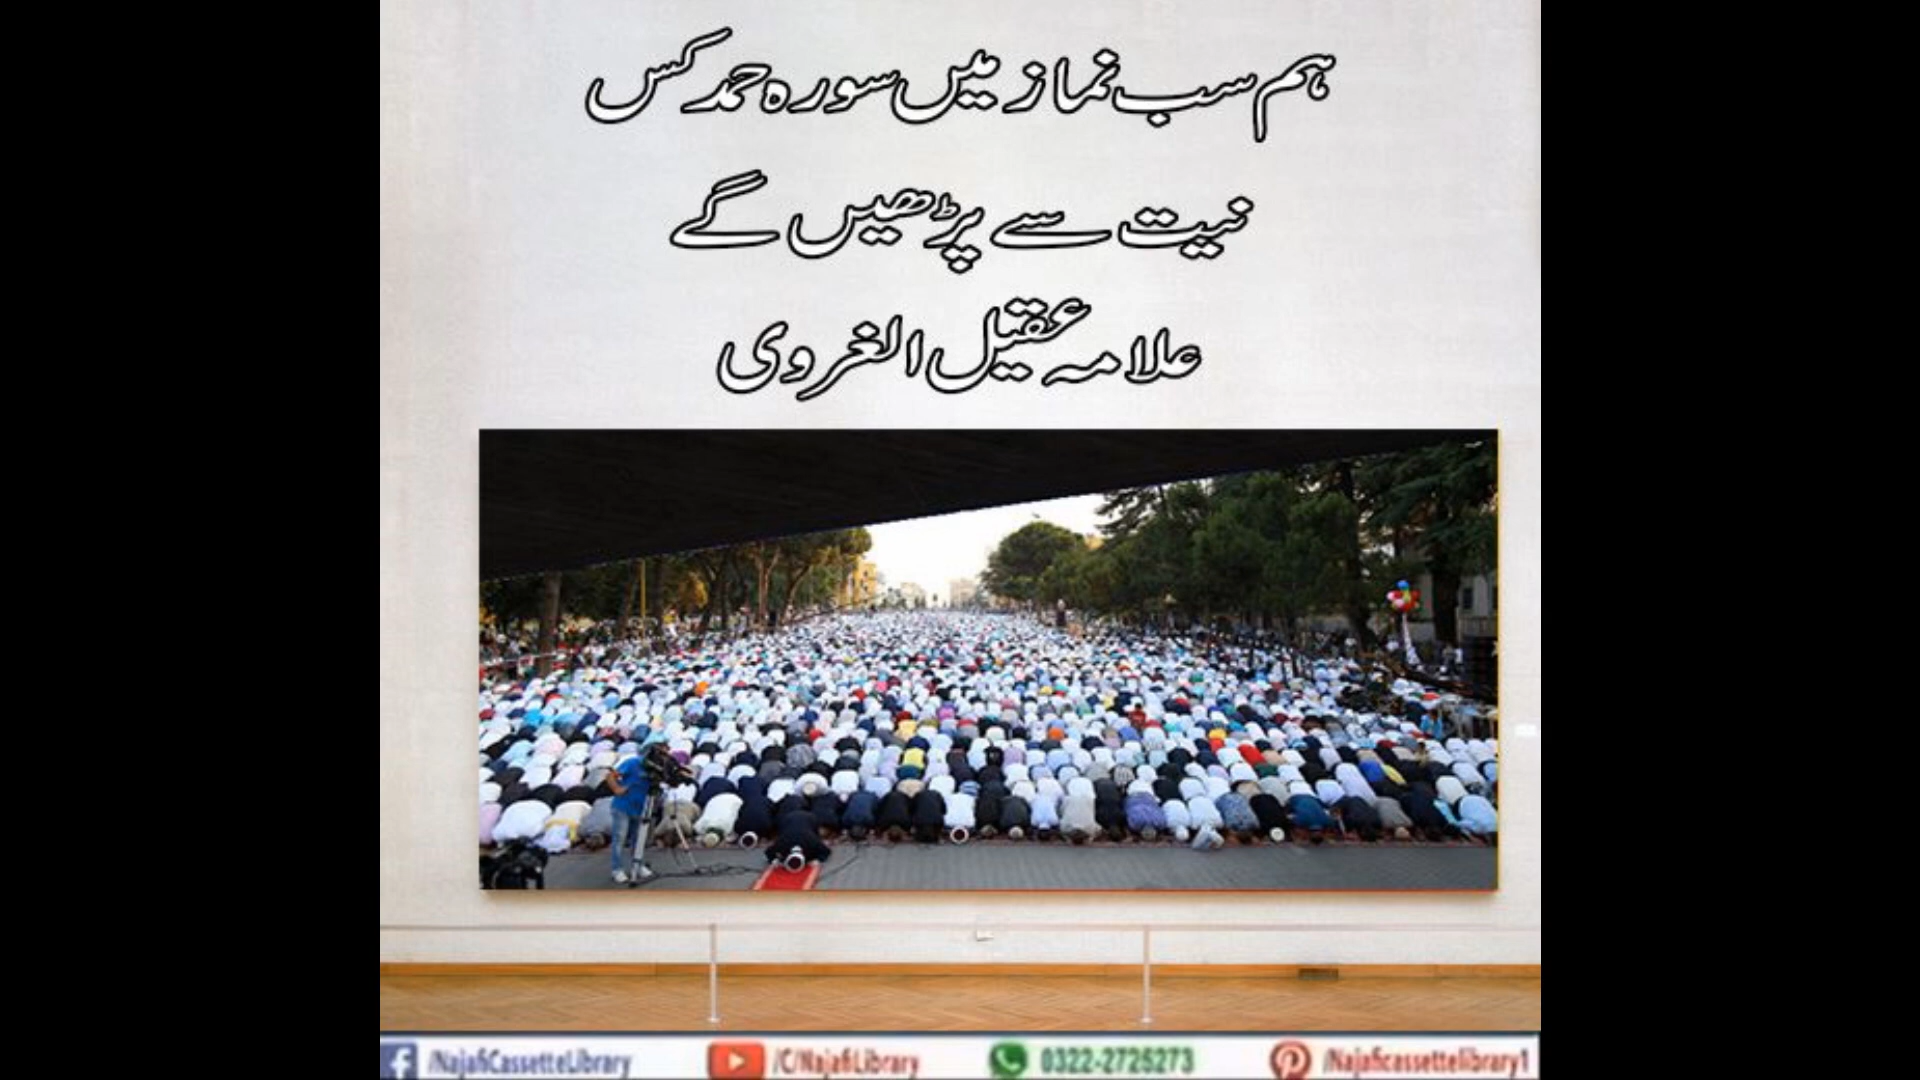 ہم سب نماز میں سورہ حمد کس
نیت سے پڑھیں گے
علامہ عقیل الغروی
/NajafiCassetteLibrary /C/NajafiLibrary 0322-2725273 /Najaficassettelibrary1